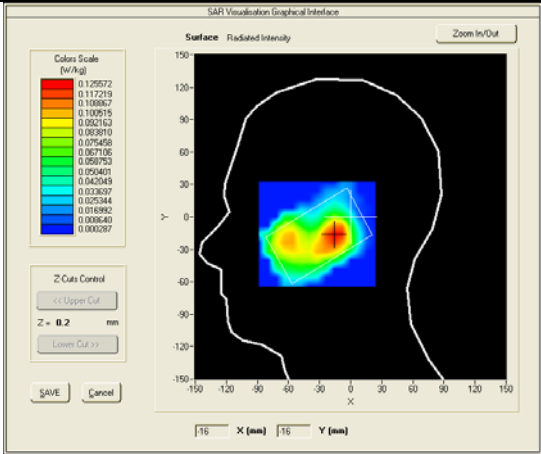 SAR Visualisation Graphical Interface
Surface Radiated Intensity
Zoom In/Out
Colors Scale
(W/kg)
0.125572
0.117219
0.108867
0.100515
0.092163
0.083810
0.075458
0.067106
0.058753
0.050401
0.042049
0.033697
0.025344
0.016992
0.008640
0.000287
Z-Cuts Control
<< Upper Cut
Z = 0.2 mm
Lower Cut >>
SAVE Cancel
150
120
90
60
30
0
-30
-60
-90
-120
-150
Y
-150 -120 -90 -60 -30 0 30 60 90 120 150
X
-16 X (mm) -16 Y (mm)